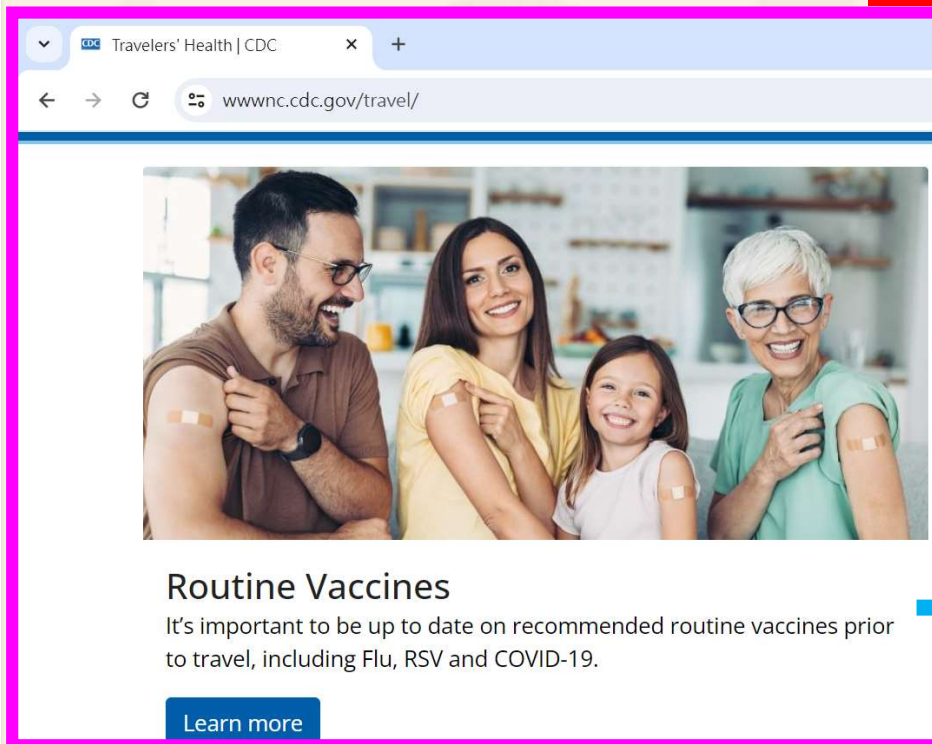 CDC Travelers' Health | CDC
wwwnc.cdc.gov/travel/
Routine Vaccines
It's important to be up to date on recommended routine vaccines prior
to travel, including Flu, RSV and COVID-19.
Learn more